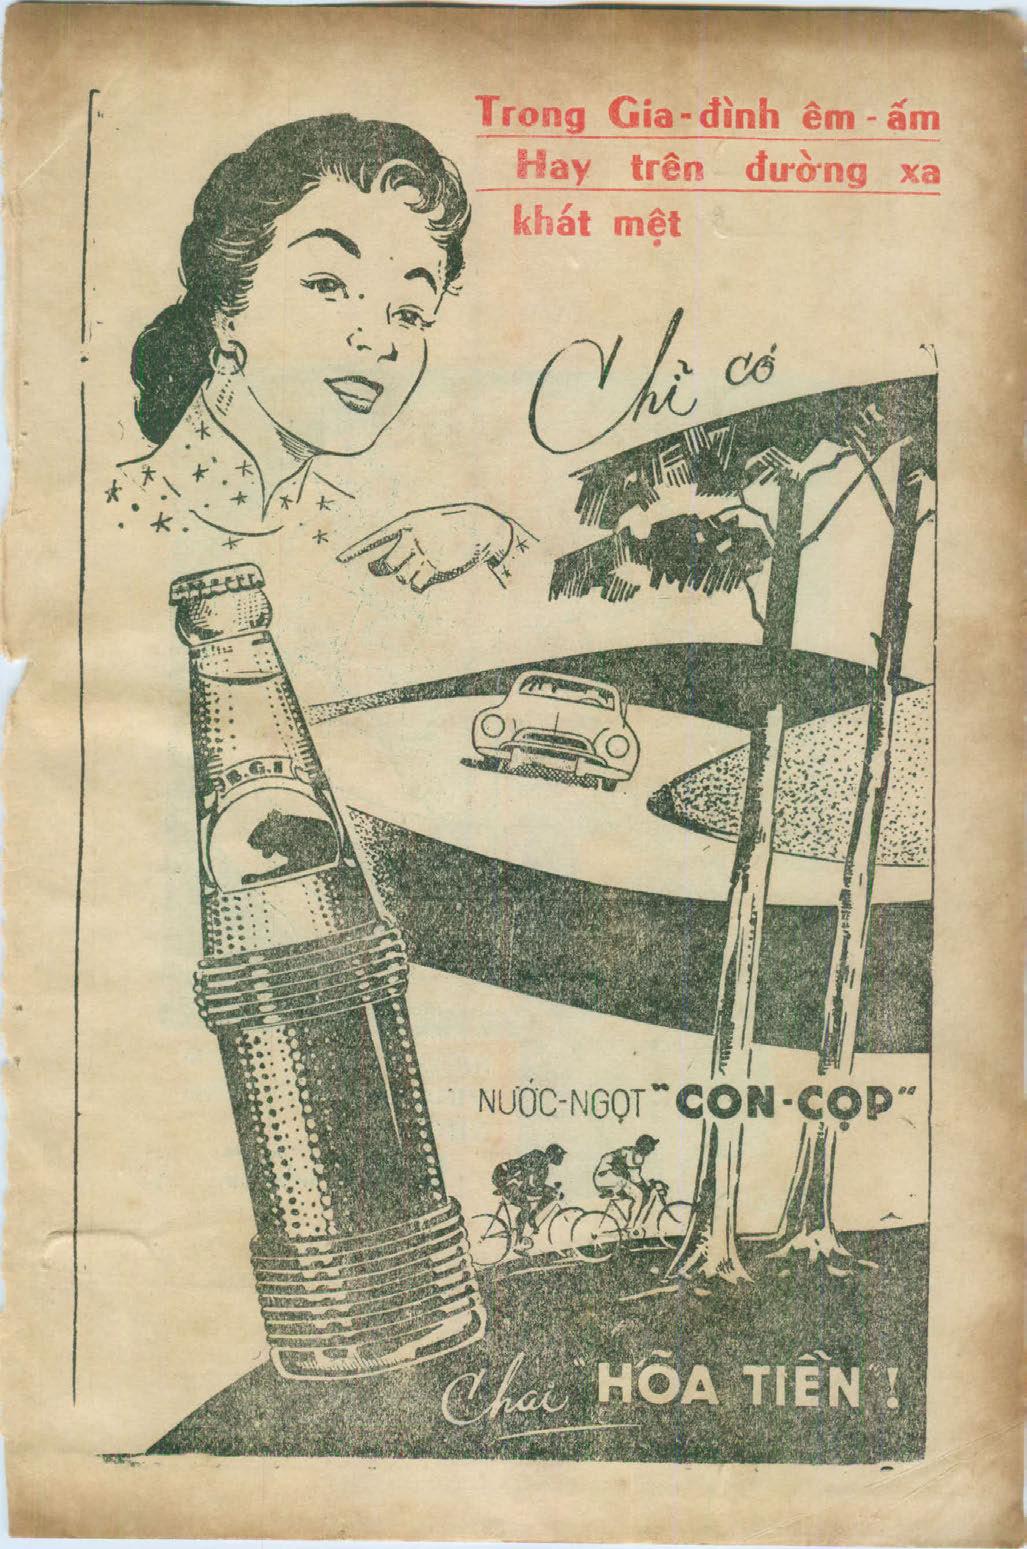 Trong Gia-đình êm-ấm
Hay trên đường xa
khát mệt
Chỉ có
B.G.I
NƯỚC-NGỌT "CON-CỌP"
Chai "HỎA TIỄN"!